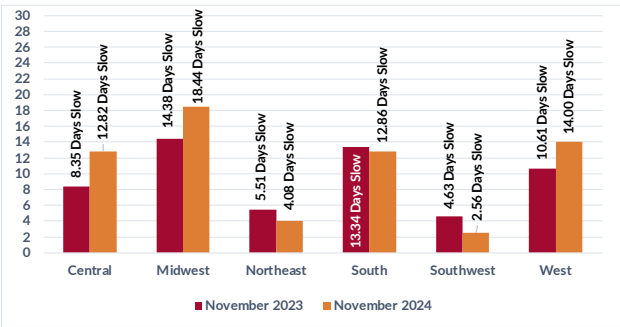 30
28
26
24
22
20
18
16
14
12
10
8
6
4
2
0
8.35 Days Slow
12.82 Days Slow
14.38 Days Slow
18.44 Days Slow
5.51 Days Slow
4.08 Days Slow
13.34 Days Slow
12.86 Days Slow
4.63 Days Slow
2.56 Days Slow
10.61 Days Slow
14.00 Days Slow
Central Midwest Northeast South Southwest West
November 2023 November 2024